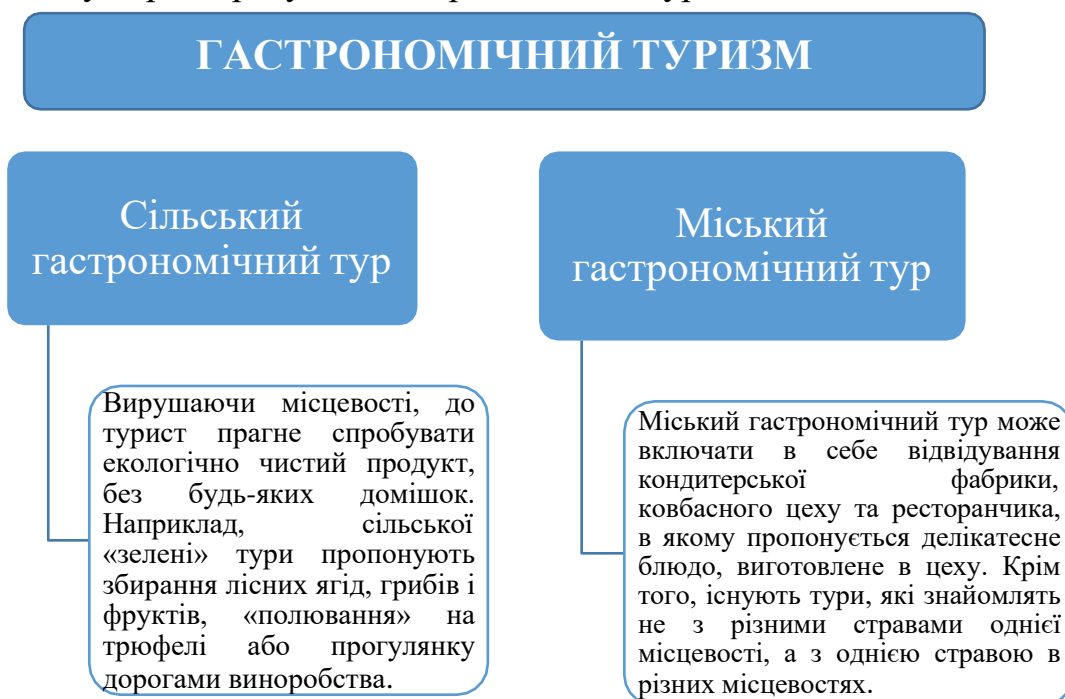 ГАСТРОНОМІЧНИЙ ТУРИЗМ
Сільський
гастрономічний тур
Вирушаючи місцевості, до
турист прагне спробувати
екологічно чистий продукт,
без будь-яких домішок.
Наприклад, сільської
«зелені» тури пропонують
збирання лісних ягід, грибів і
фруктів, «полювання» на
трюфелі або прогулянку
дорогами виноробства.
Міський
гастрономічний тур
Міський гастрономічний тур може
включати в себе відвідування
кондитерської фабрики,
ковбасного цеху та ресторанчика,
в якому пропонується делікатесне
блюдо, виготовлене в цеху. Крім
того, існують тури, які знайомлять
не з різними стравами однієї
місцевості, а з однією стравою в
різних місцевостях.